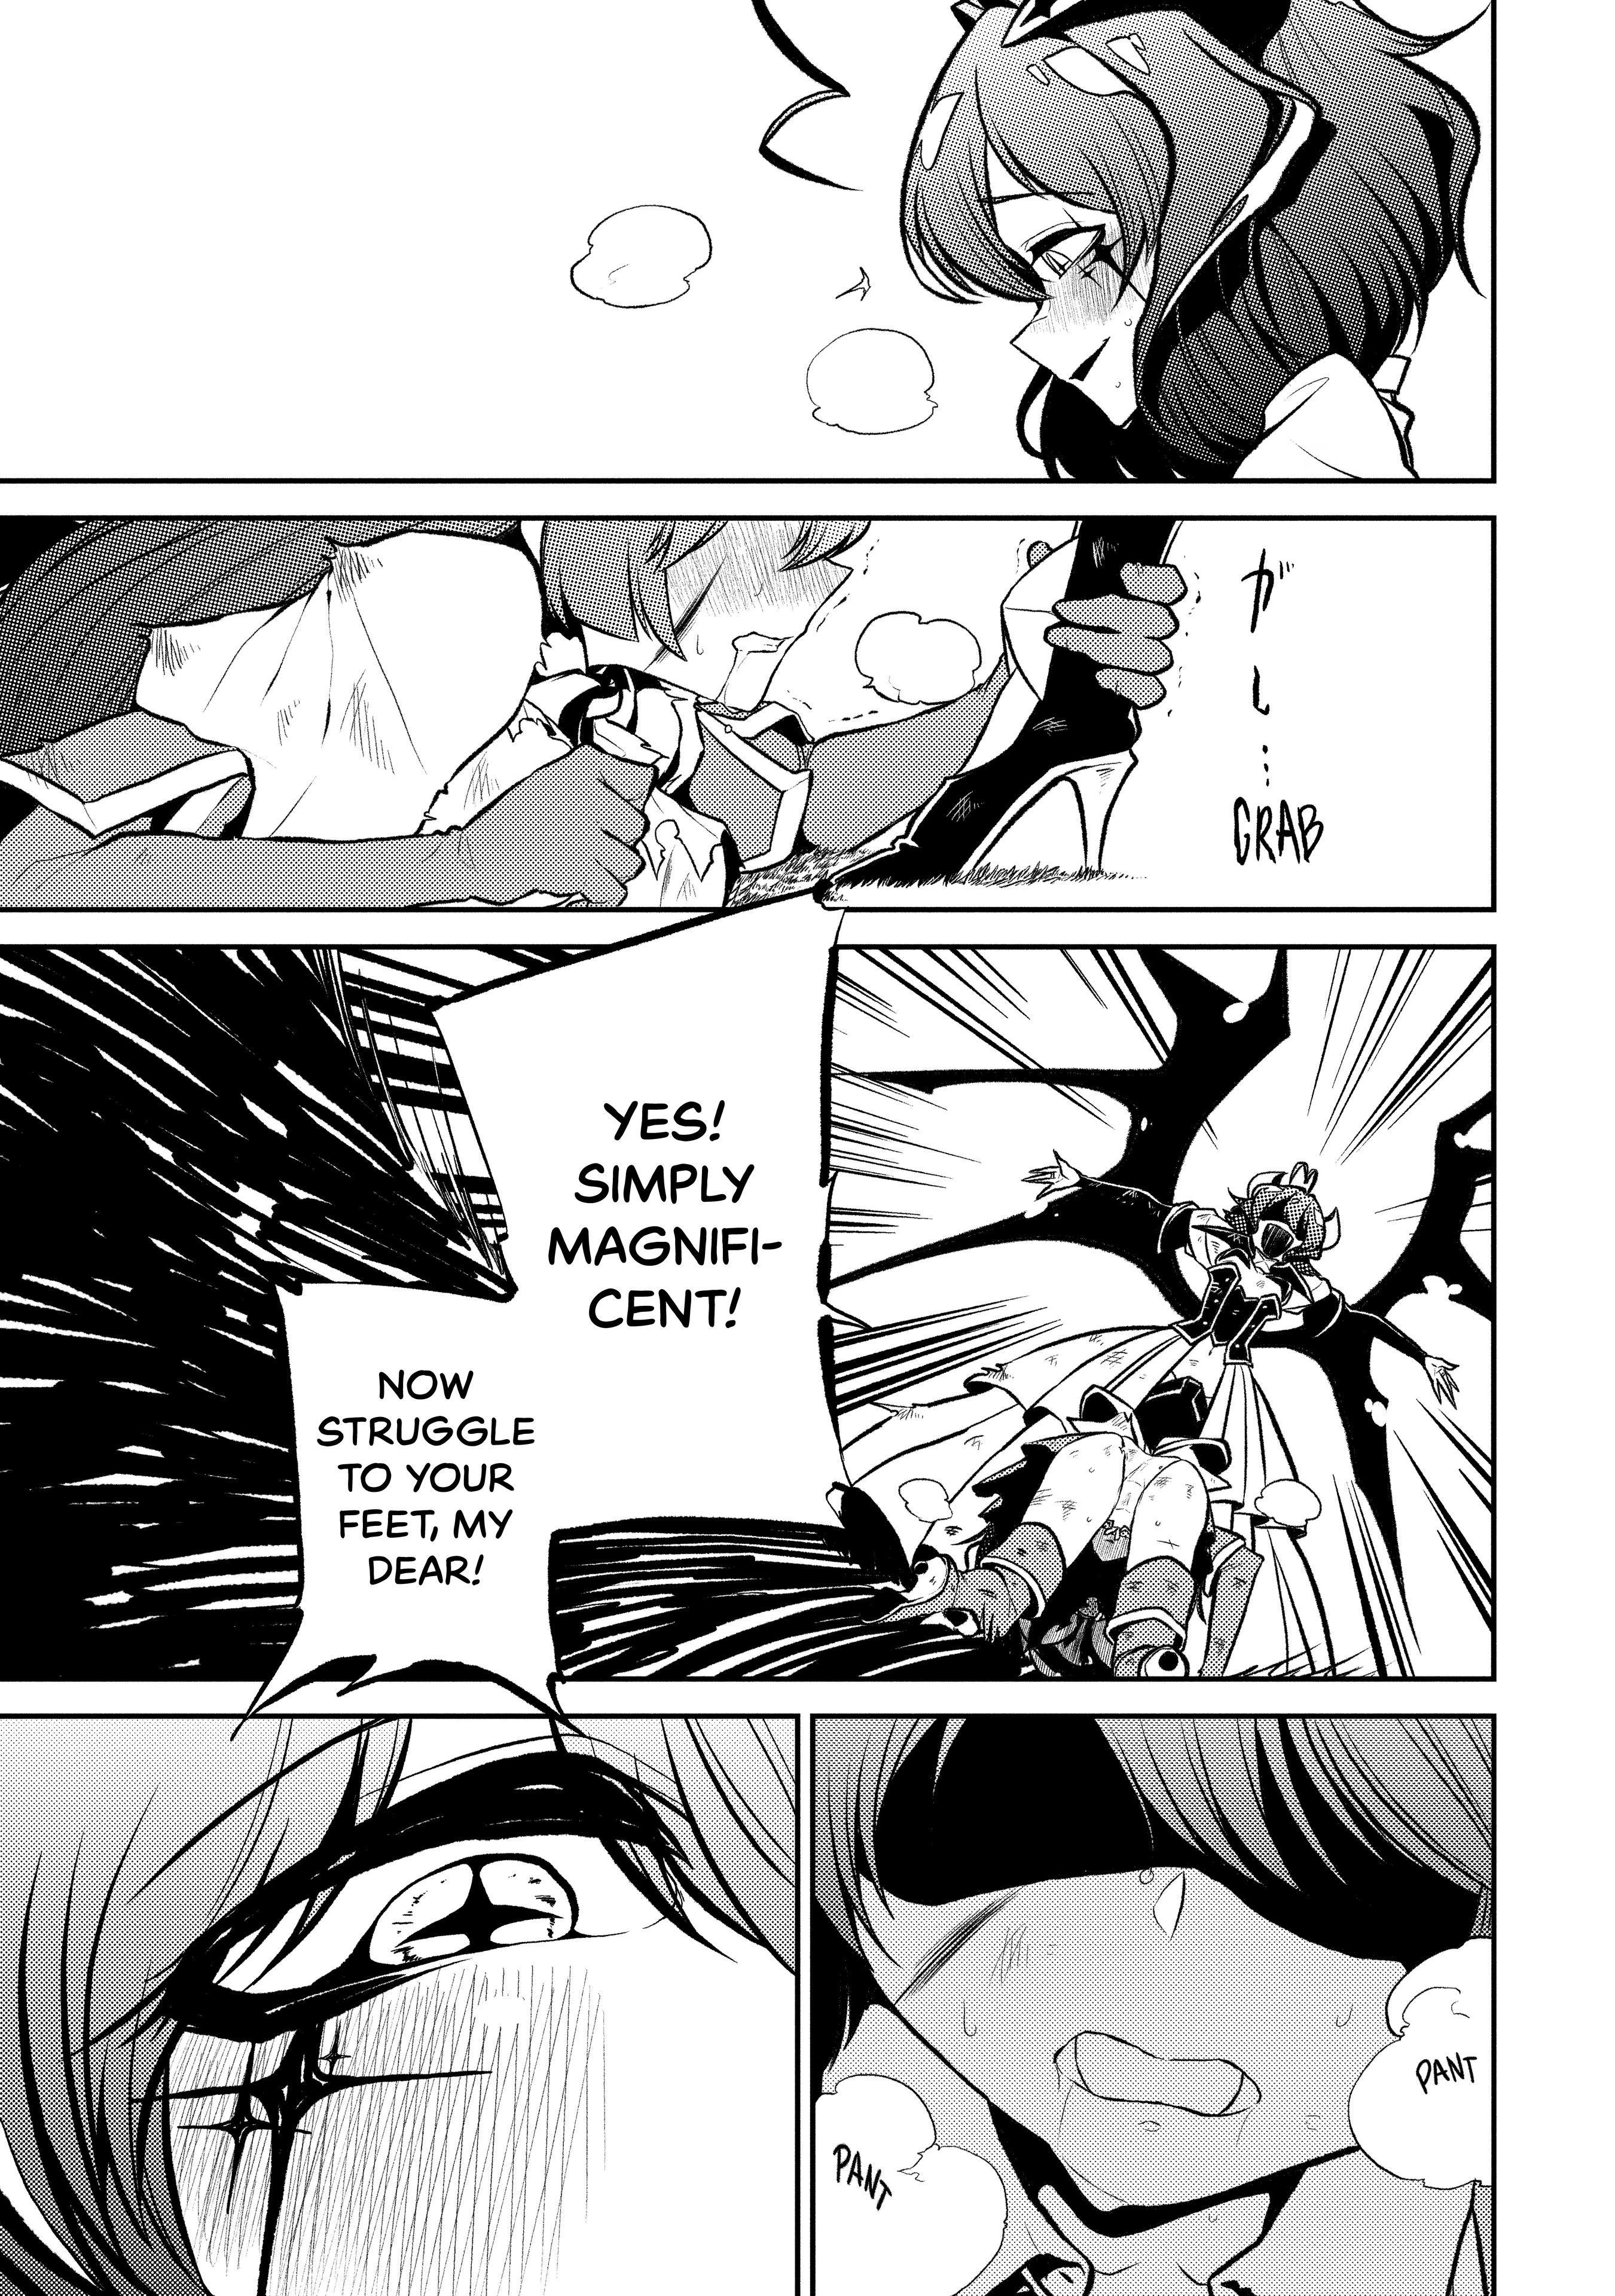 ガし…
GRAB
YES!
SIMPLY
MAGNIFI-
CENT!
NOW
STRUGGLE
TO YOUR
FEET, MY
DEAR!
PANT
PANT